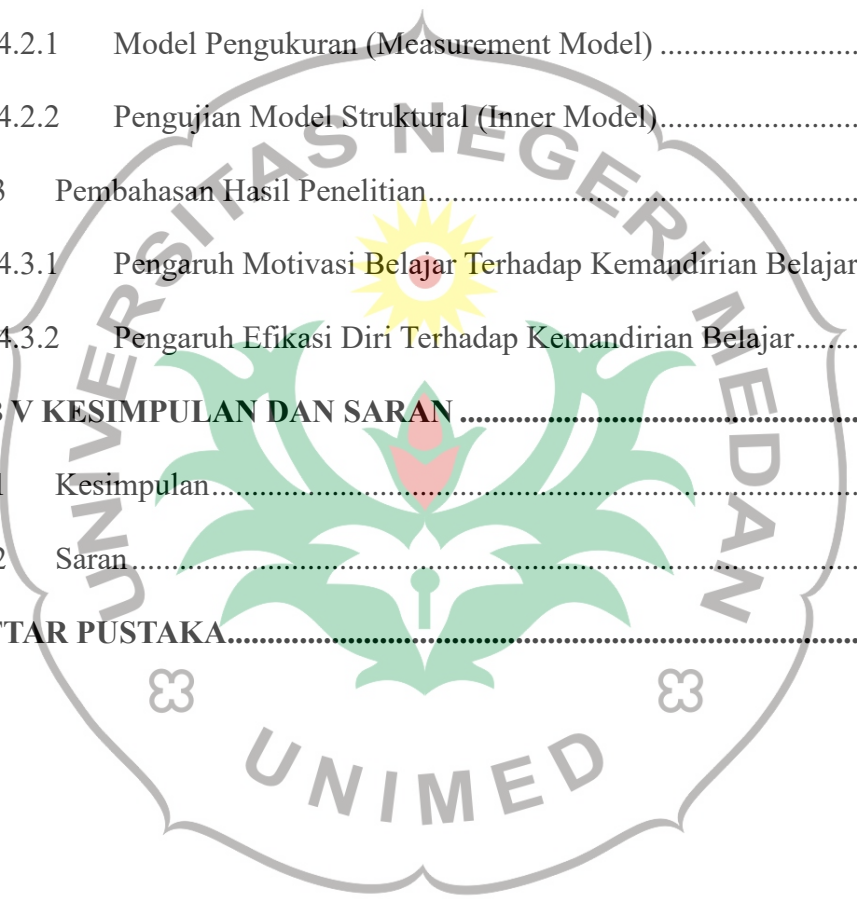 4.2.1 Model Pengukuran (Measurement Model) ........................
4.2.2 Pengujian Model Struktural (Inner Model).........................
3 Pembahasan Hasil Penelitian......................................................
4.3.1 Pengaruh Motivasi Belajar Terhadap Kemandirian Belajar
4.3.2 Pengaruh Efikasi Diri Terhadap Kemandirian Belajar........
B V KESIMPULAN DAN SARAN ..................................................
1 Kesimpulan.................................................................................
2 Saran...........................................................................................
TAR PUSTAKA...............................................................................
UNIVERSITAS NEGERI MEDAN
UNIMED